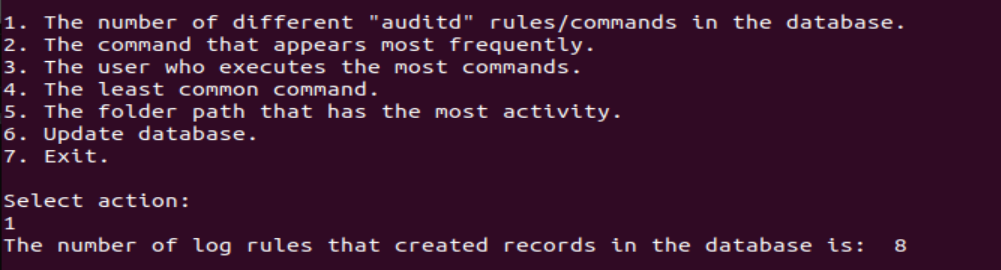 1. The number of different "auditd" rules/commands in the database.
2. The command that appears most frequently.
3. The user who executes the most commands.
4. The least common command.
5. The folder path that has the most activity.
6. Update database.
7. Exit.
Select action:
1
The number of log rules that created records in the database is:  8